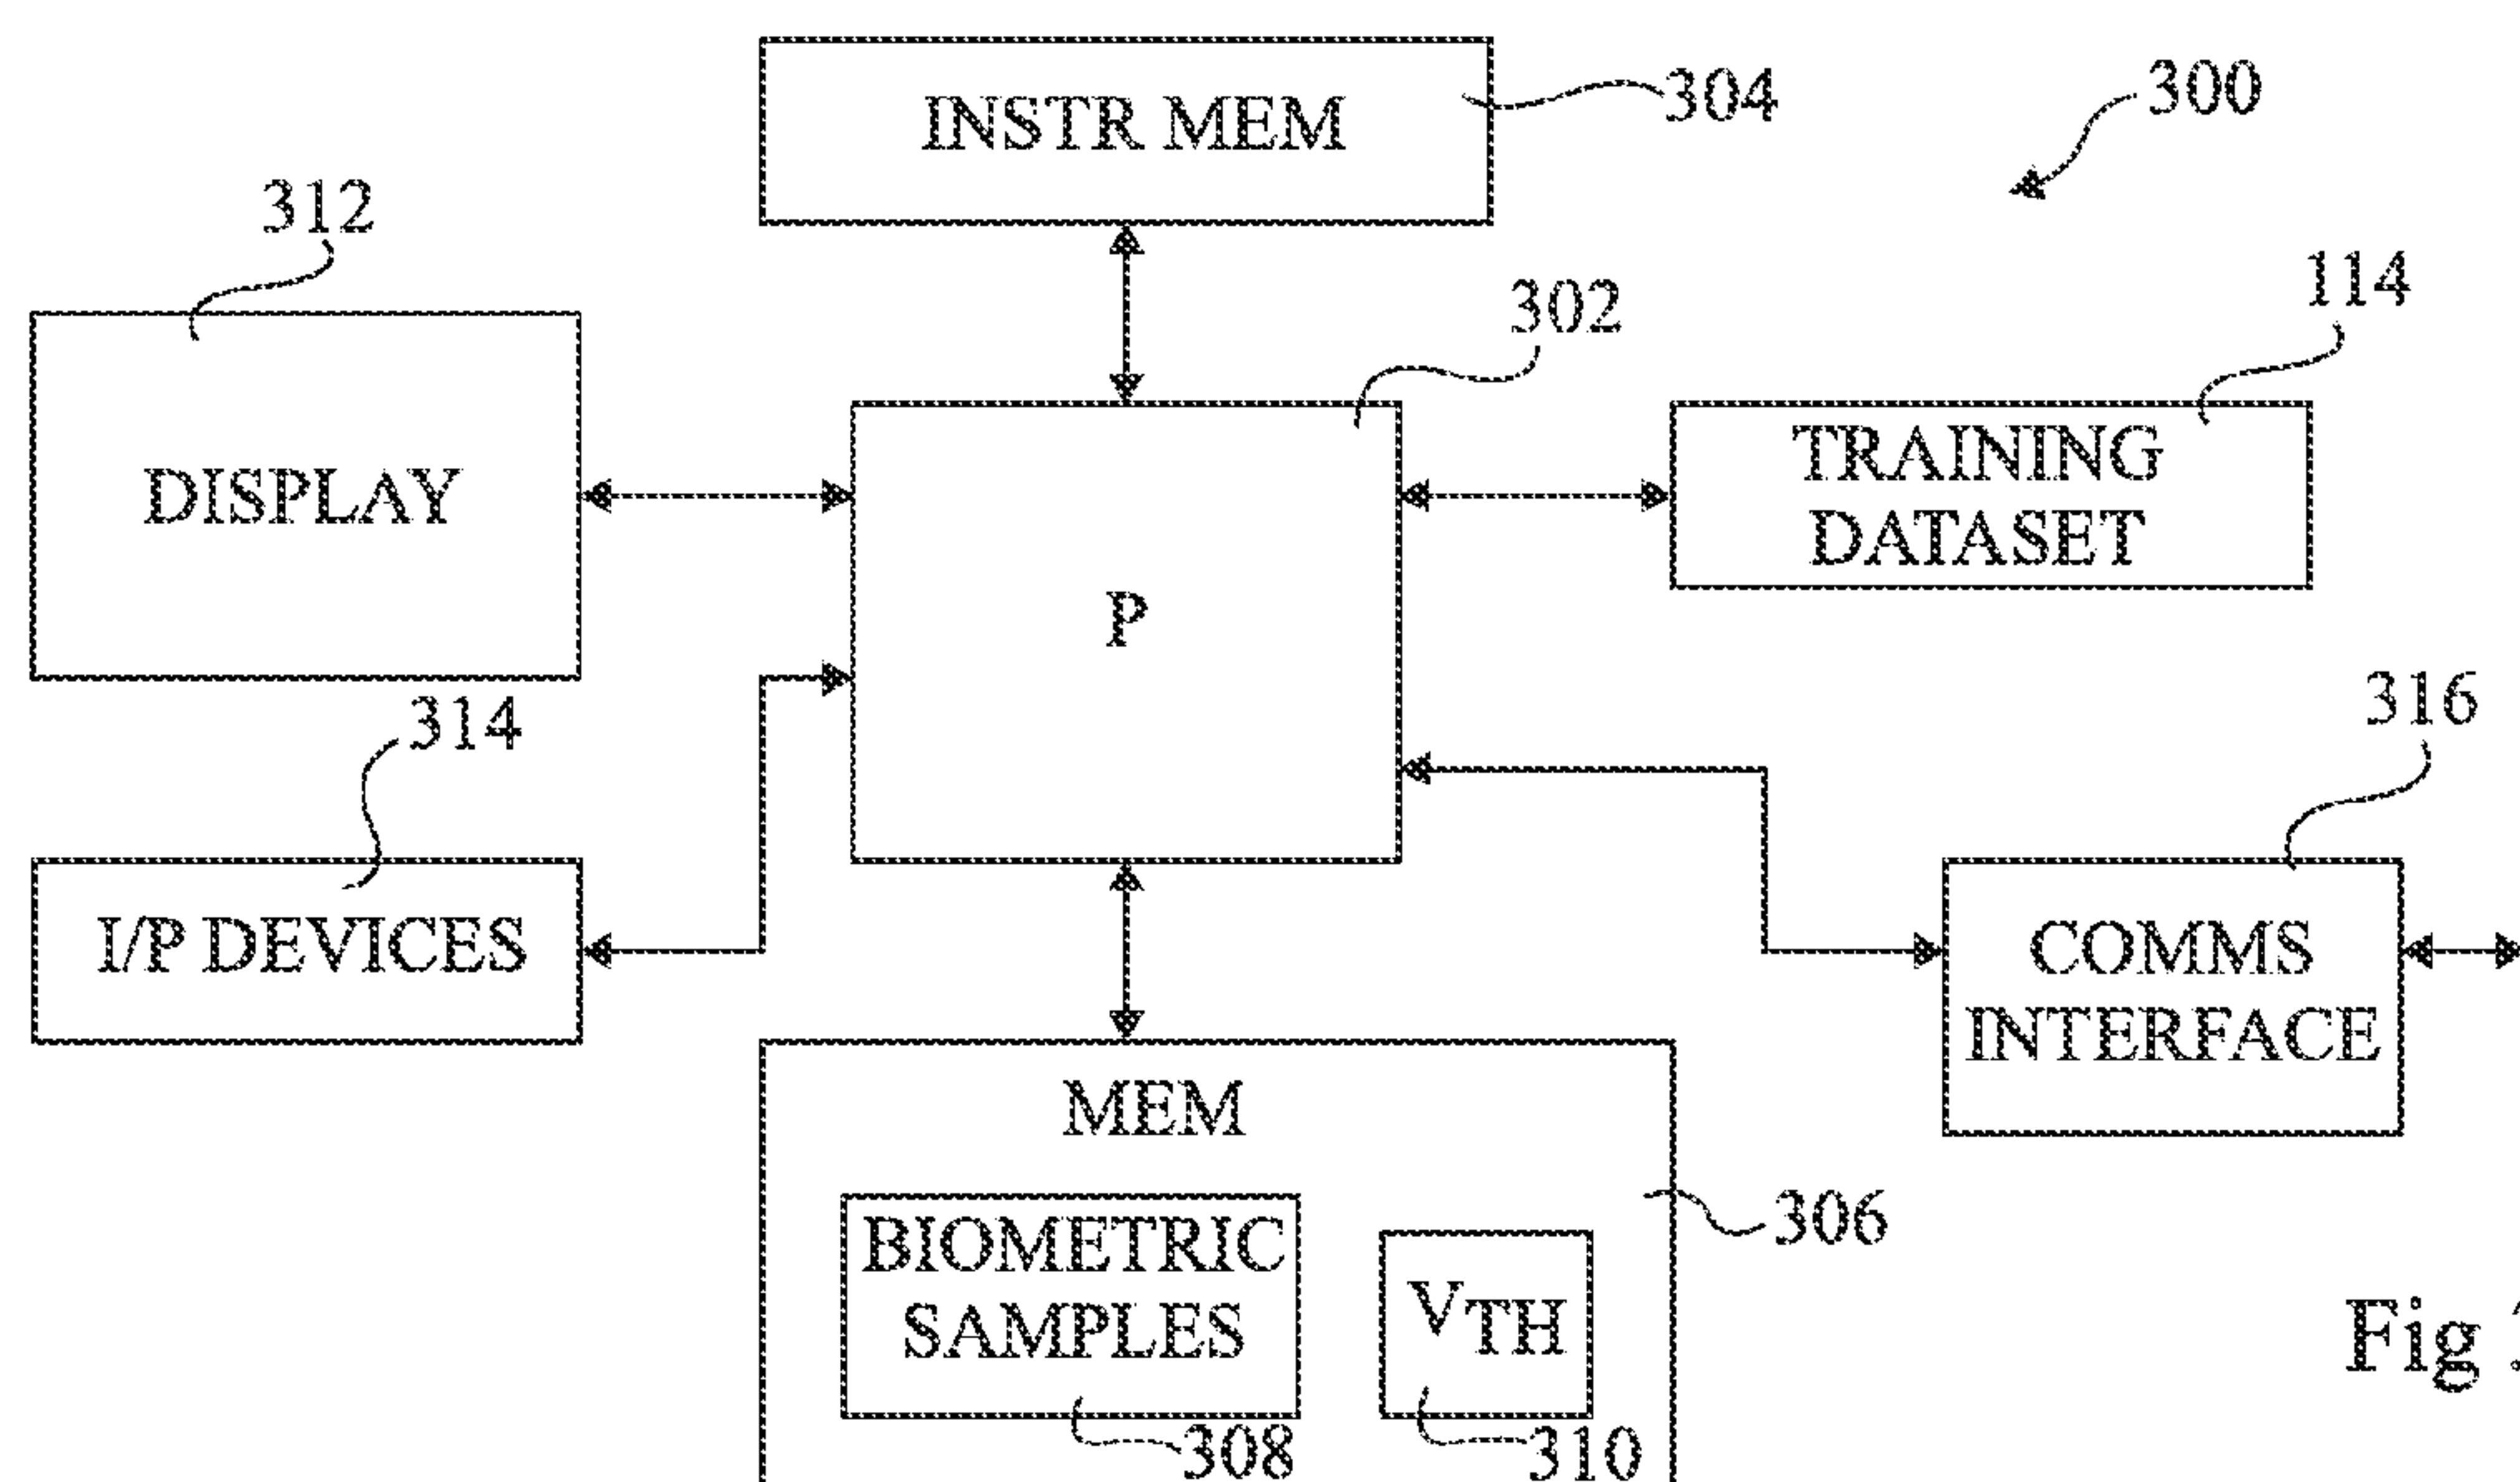 INSTR MEM
304
300
312
302
114
DISPLAY
TRAINING
DATASET
P
314
316
I/P DEVICES
COMMS
INTERFACE
MEM
306
BIOMETRIC
SAMPLES
VTH
308
310
Fig